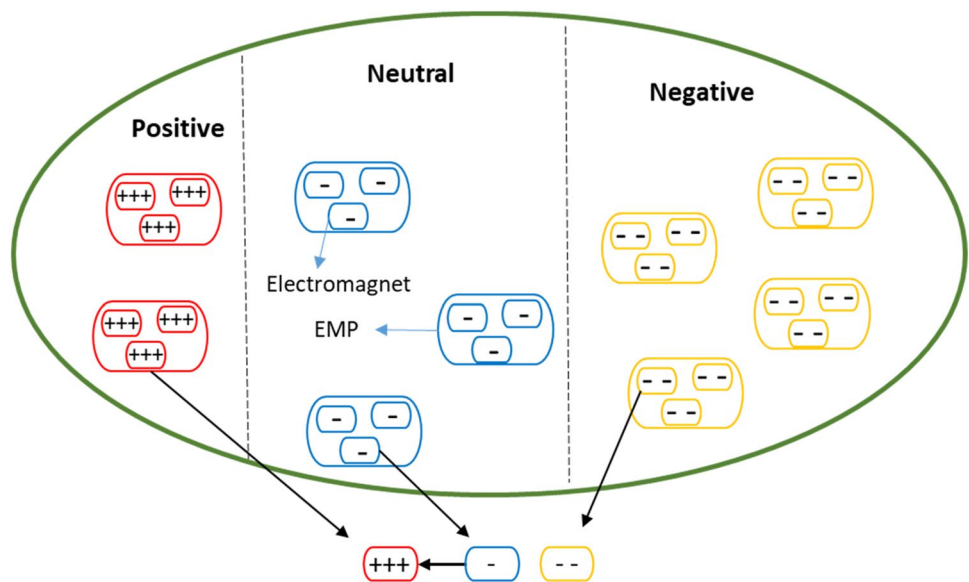 Neutral
Negative
Positive
+++ +++
+++
- -
-
Electromagnet
- - - -
- -
- - - -
- -
+++ +++
+++
EMP
- -
-
- - - -
- -
- - - -
- -
- -
-
+++ - - -